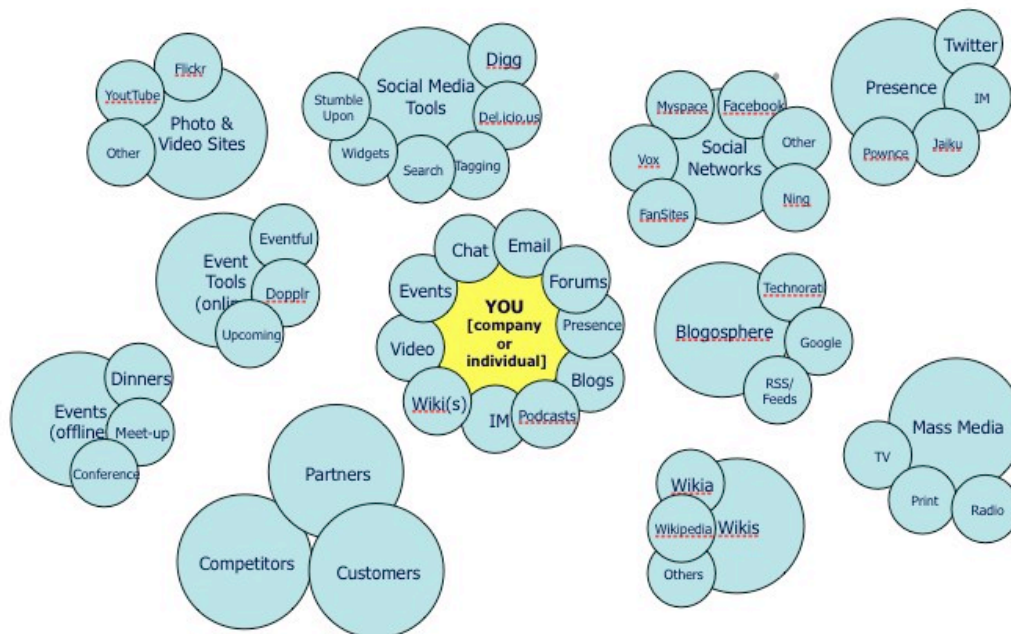 Flickr
YoutTube
Photo &
Video Sites
Other
Social Media
Tools
Digg
Stumble
Upon
Del.icio.us
Widgets
Search
Tagging
Myspace
Facebook
Social
Networks
Other
Vox
FanSites
Ning
Presence
Twitter
IM
Jaiku
Pownce
Event
Tools
(online
Eventful
Dopplr
Upcoming
YOU
[company
or
individual]
Chat
Email
Forums
Presence
Blogs
Podcasts
IM
Wiki(s)
Video
Events
Blogosphere
Technorati
Google
RSS/
Feeds
Events
(offline
Dinners
Meet-up
Conference
Partners
Competitors
Customers
Wikia
Wikipedia
Wikis
Others
Mass Media
TV
Print
Radio